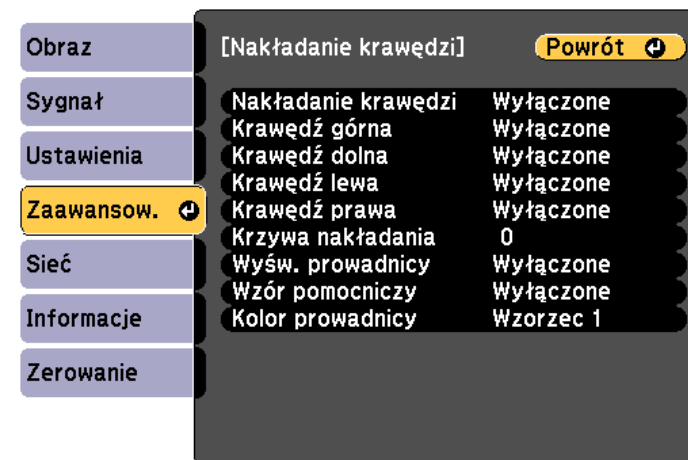 Obraz
Sygnał
Ustawienia
Zaawansow.
Sieć
Informacje
Zerowanie
[Nakładanie krawędzi] Powrót
Nakładanie krawędzi Wyłączone
Krawędź górna Wyłączone
Krawędź dolna Wyłączone
Krawędź lewa Wyłączone
Krawędź prawa Wyłączone
Krzywa nakładania 0
Wyśw. prowadnicy Wyłączone
Wzór pomocniczy Wyłączone
Kolor prowadnicy Wzorzec 1